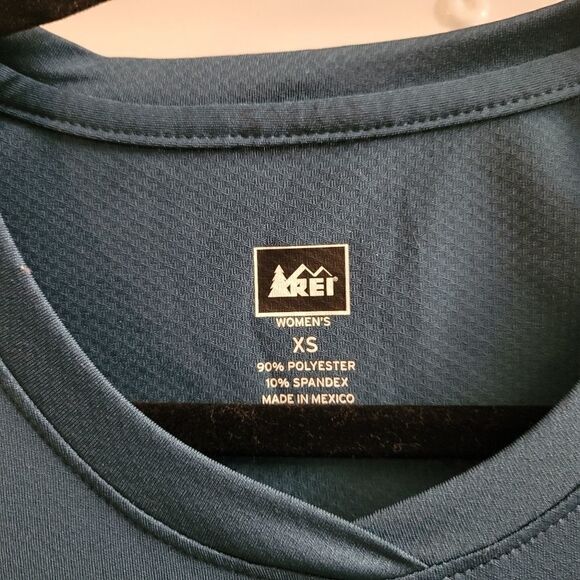 REI
WOMEN'S
XS
90% POLYESTER
10% SPANDEX
MADE IN MEXICO